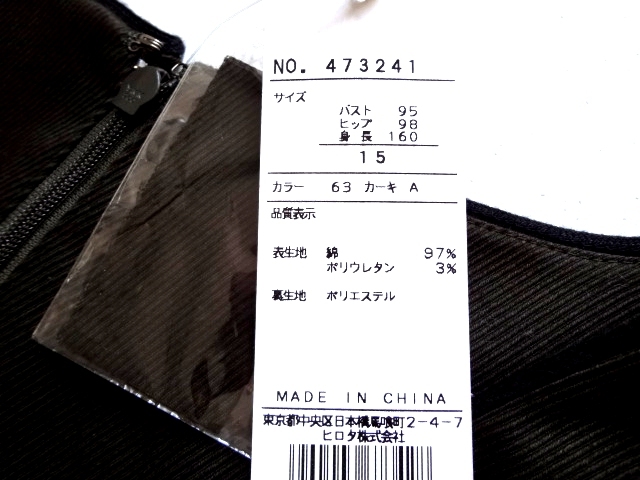 NO. 473241
サイズ
バスト 95
ヒップ 98
身長 160
15
カラー 63 カーキ A
品質表示
表生地 綿 97%
ポリウレタン 3%
裏生地 ポリエステル
MADE IN CHINA
東京都中央区日本橋馬喰町2-4-7
ヒロタ株式会社